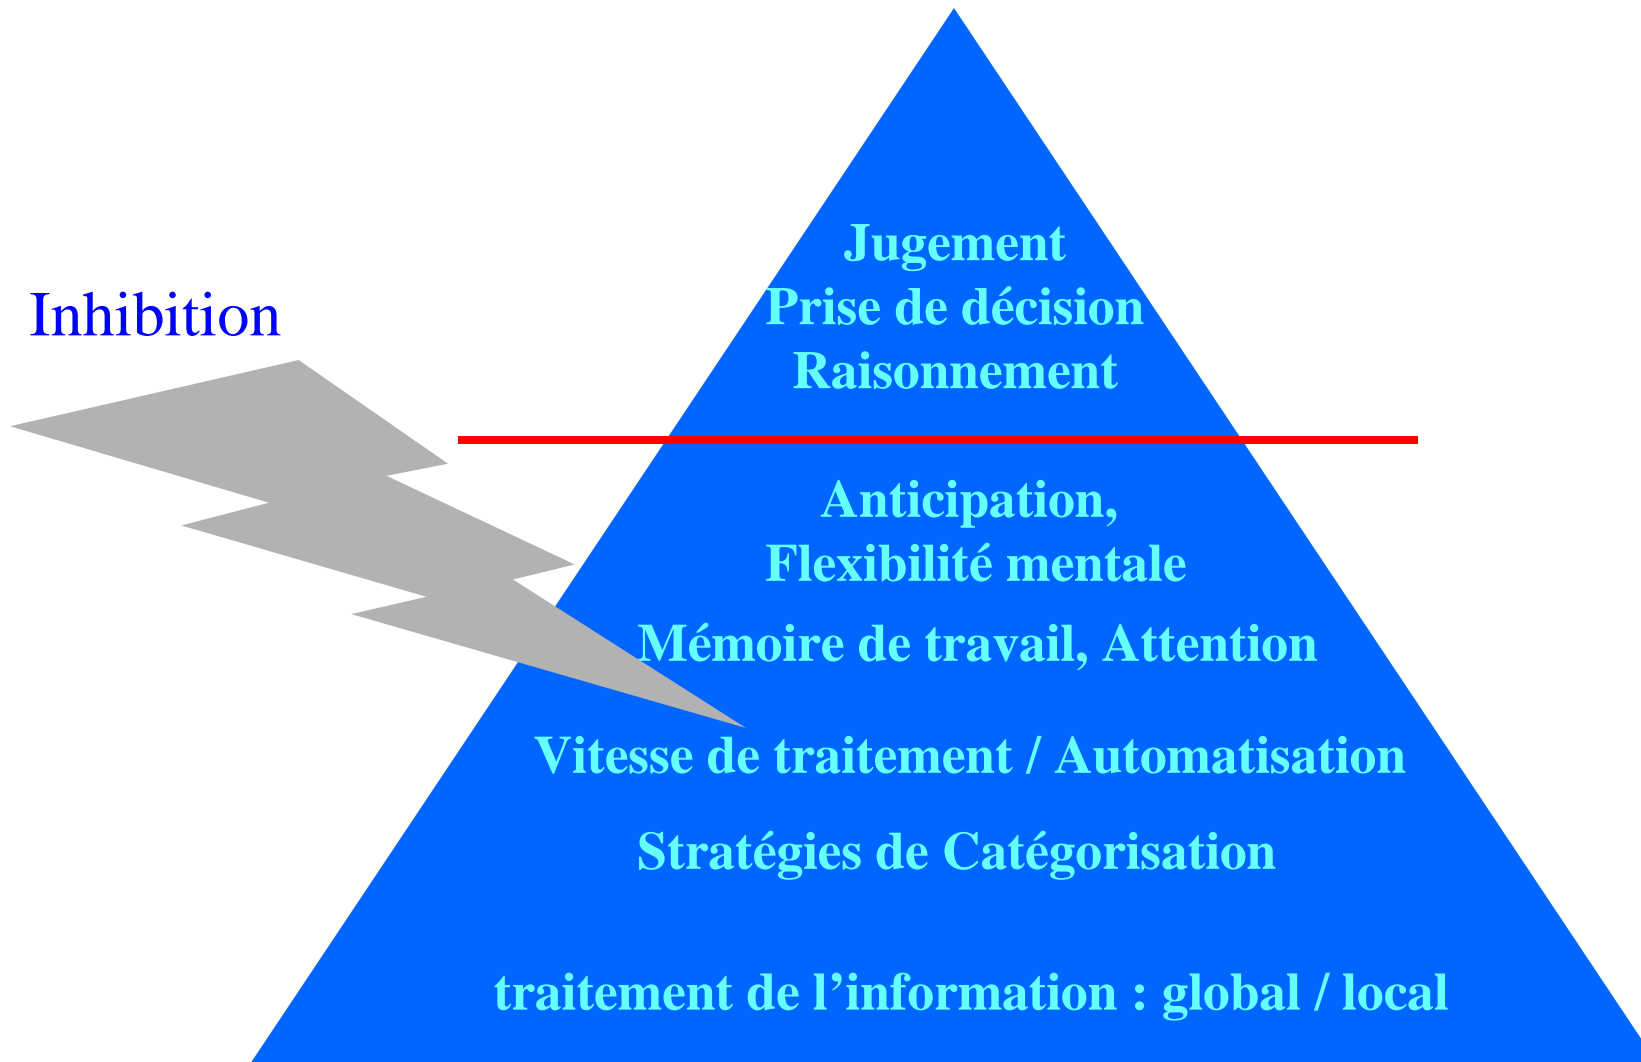 Jugement
Prise de décision
Raisonnement
Inhibition
Anticipation,
Flexibilité mentale
Mémoire de travail, Attention
Vitesse de traitement / Automatisation
Stratégies de Catégorisation
traitement de l’information : global / local